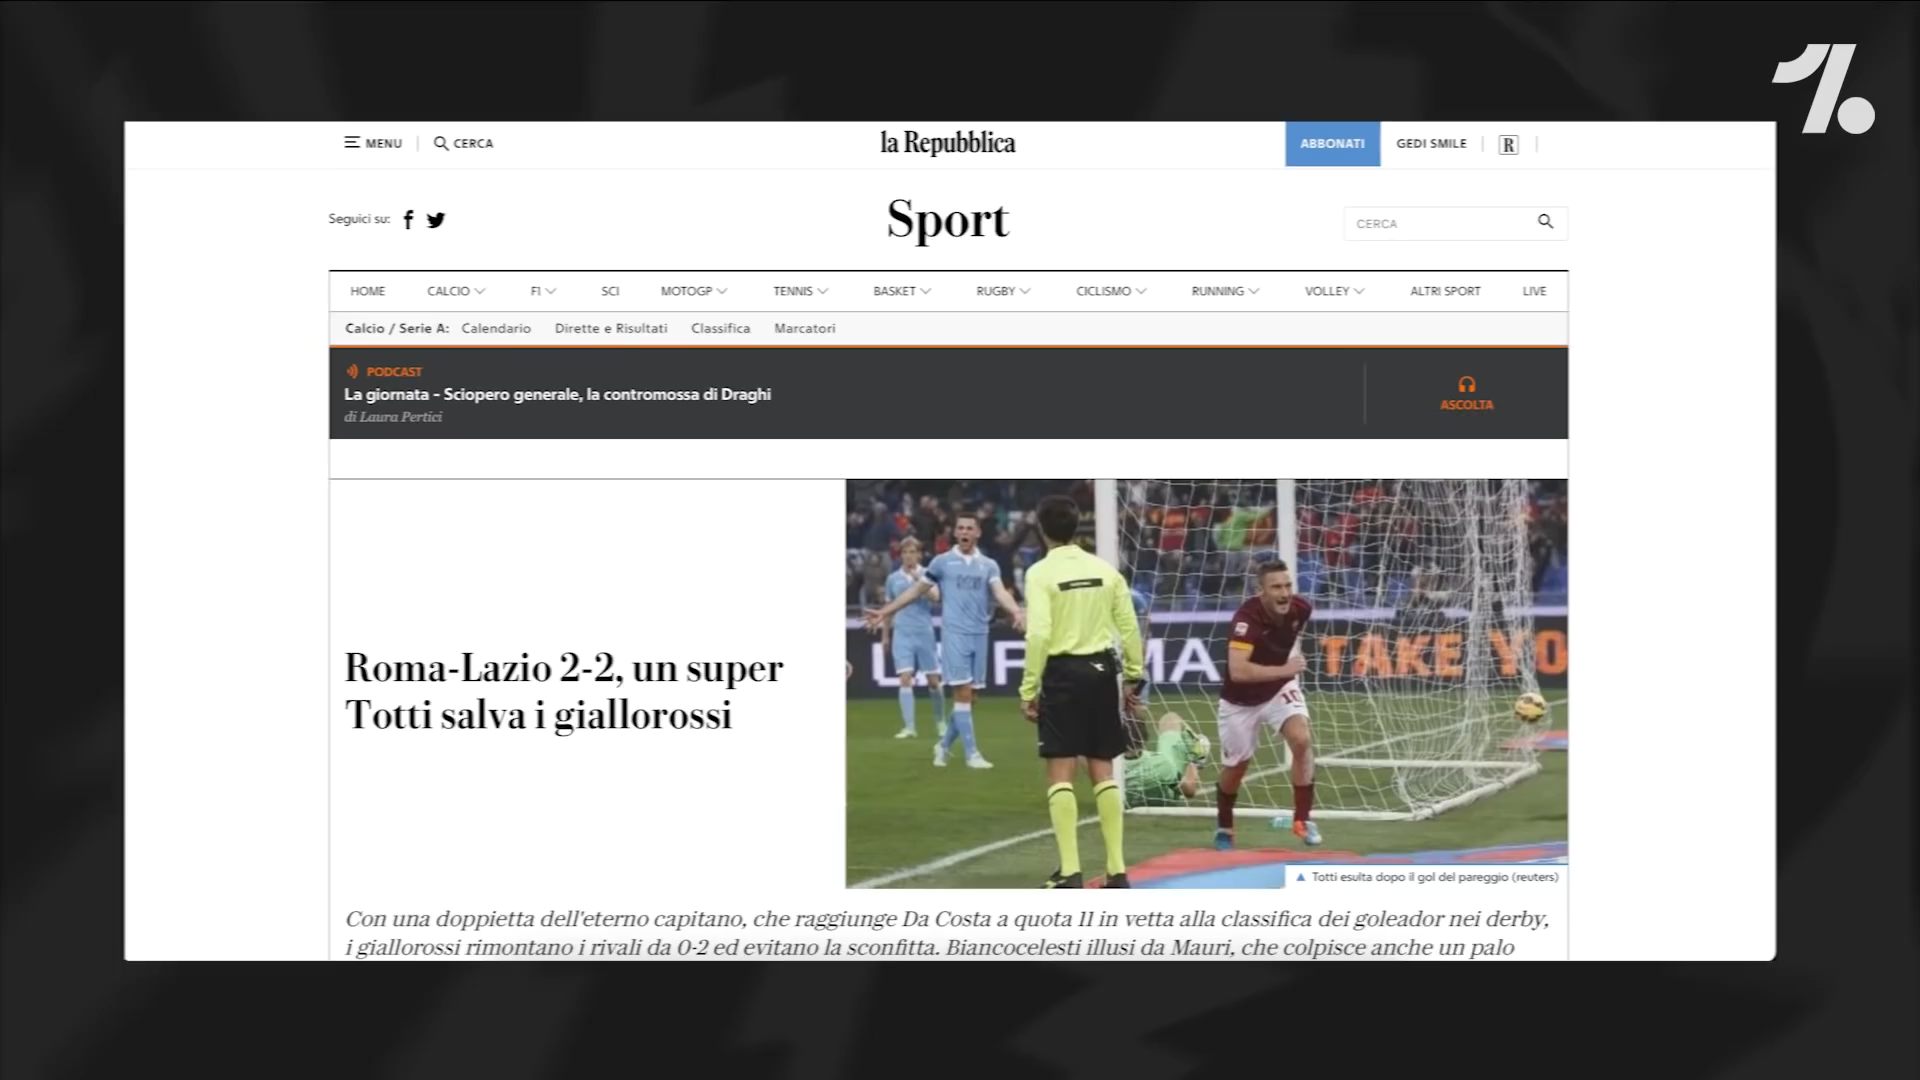 MENU
CERCA
la Repubblica
ABBONATI
GEDI SMILE
R
Seguici su:
Sport
CERCA
HOME CALCIO F1 SCI MOTOGP TENNIS BASKET RUGBY CICLISMO RUNNING VOLLEY ALTRI SPORT LIVE
Calcio / Serie A: Calendario Dirette e Risultati Classifica Marcatori
PODCAST
La giornata - Sciopero generale, la contromossa di Draghi
di Laura Pertici
ASCOLTA
Roma-Lazio 2-2, un super
Totti salva i giallorossi
TAKE YO
10
Totti esulta dopo il gol del pareggio (reuters)
Con una doppietta dell'eterno capitano, che raggiunge Da Costa a quota 11 in vetta alla classifica dei goleador nei derby,
i giallorossi rimontano i rivali da 0-2 ed evitano la sconfitta. Biancocelesti illusi da Mauri, che colpisce anche un palo